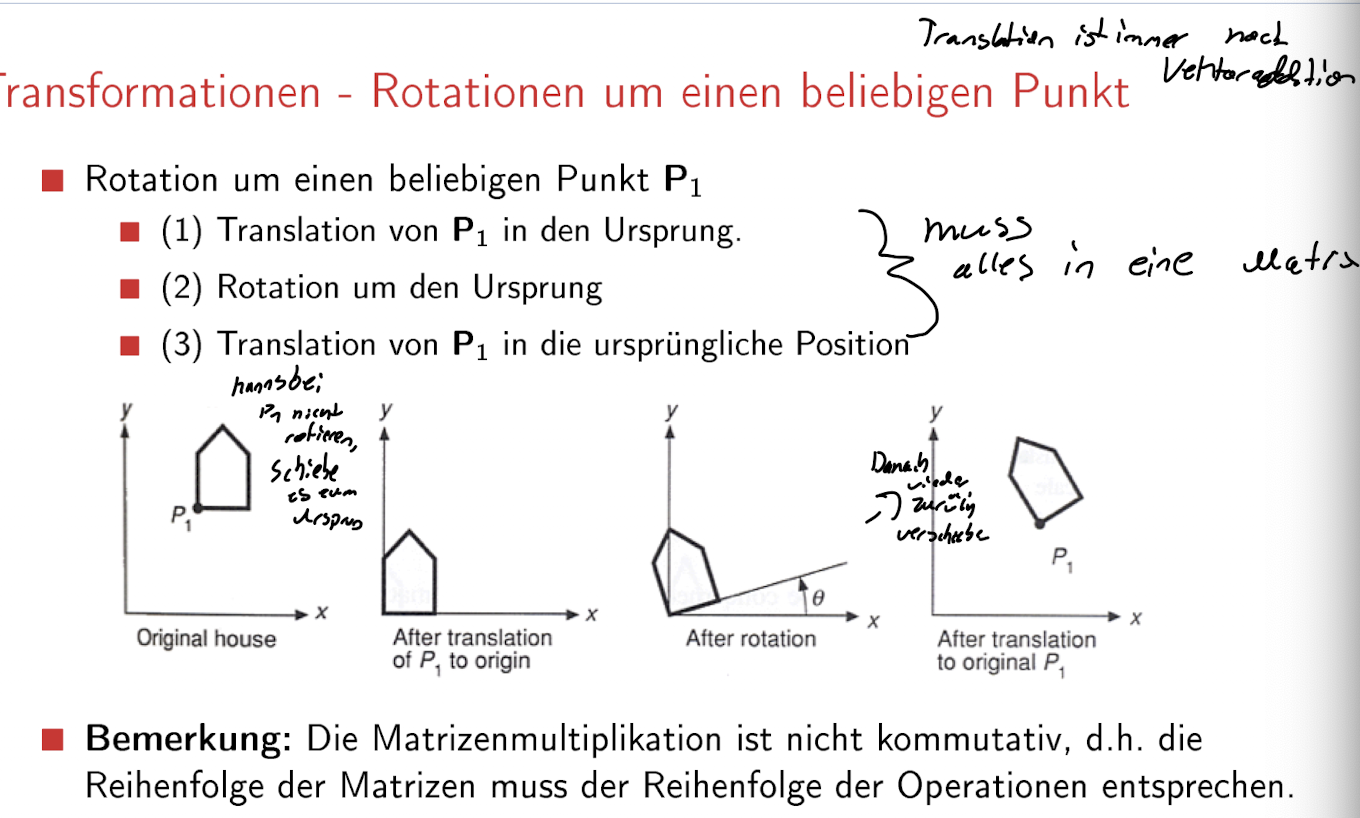 Translation ist immer noch
Vektoraddition
Transformationen - Rotationen um einen beliebigen Punkt
Rotation um einen beliebigen Punkt P₁
(1) Translation von P₁ in den Ursprung.
(2) Rotation um den Ursprung
(3) Translation von P₁ in die ursprüngliche Position
muss
alles in eine Matrx
bei
P₁ nicht
rotieren,
Schiebe
es zum
y
P₁
x
Original house
y
x
After translation
of P₁ to origin
y
θ
x
After rotation
Danach
wieder
zurück
y
P₁
x
After translation
to original P₁
Bemerkung: Die Matrizenmultiplikation ist nicht kommutativ, d.h. die
Reihenfolge der Matrizen muss der Reihenfolge der Operationen entsprechen.